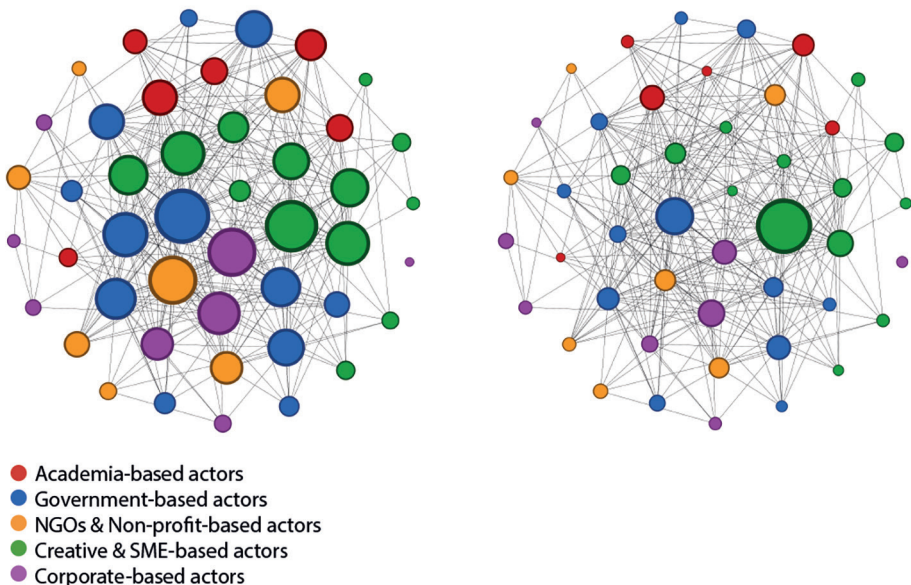 Academia-based actors
Government-based actors
NGOs & Non-profit-based actors
Creative & SME-based actors
Corporate-based actors